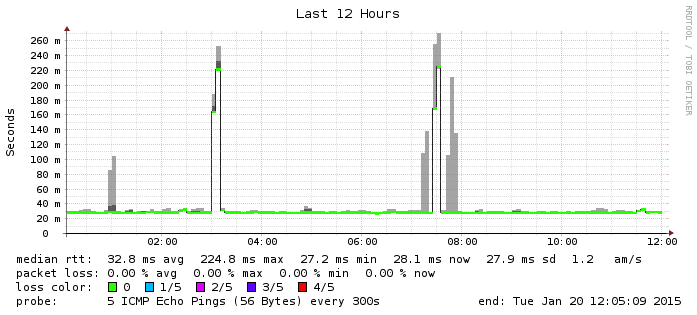 Last 12 Hours
RRDTOOL / TOBI OETIKER
Seconds
260 m
240 m
220 m
200 m
180 m
160 m
140 m
120 m
100 m
80 m
60 m
40 m
20 m
0
02:00 04:00 06:00 08:00 10:00 12:00
median rtt: 32.8 ms avg 224.8 ms max 27.2 ms min 28.1 ms now 27.9 ms sd 1.2 am/s
packet loss: 0.00 % avg 0.00 % max 0.00 % min 0.00 % now
loss color: 0 1/5 2/5 3/5 4/5
probe: 5 ICMP Echo Pings (56 Bytes) every 300s end: Tue Jan 20 12:05:09 2015